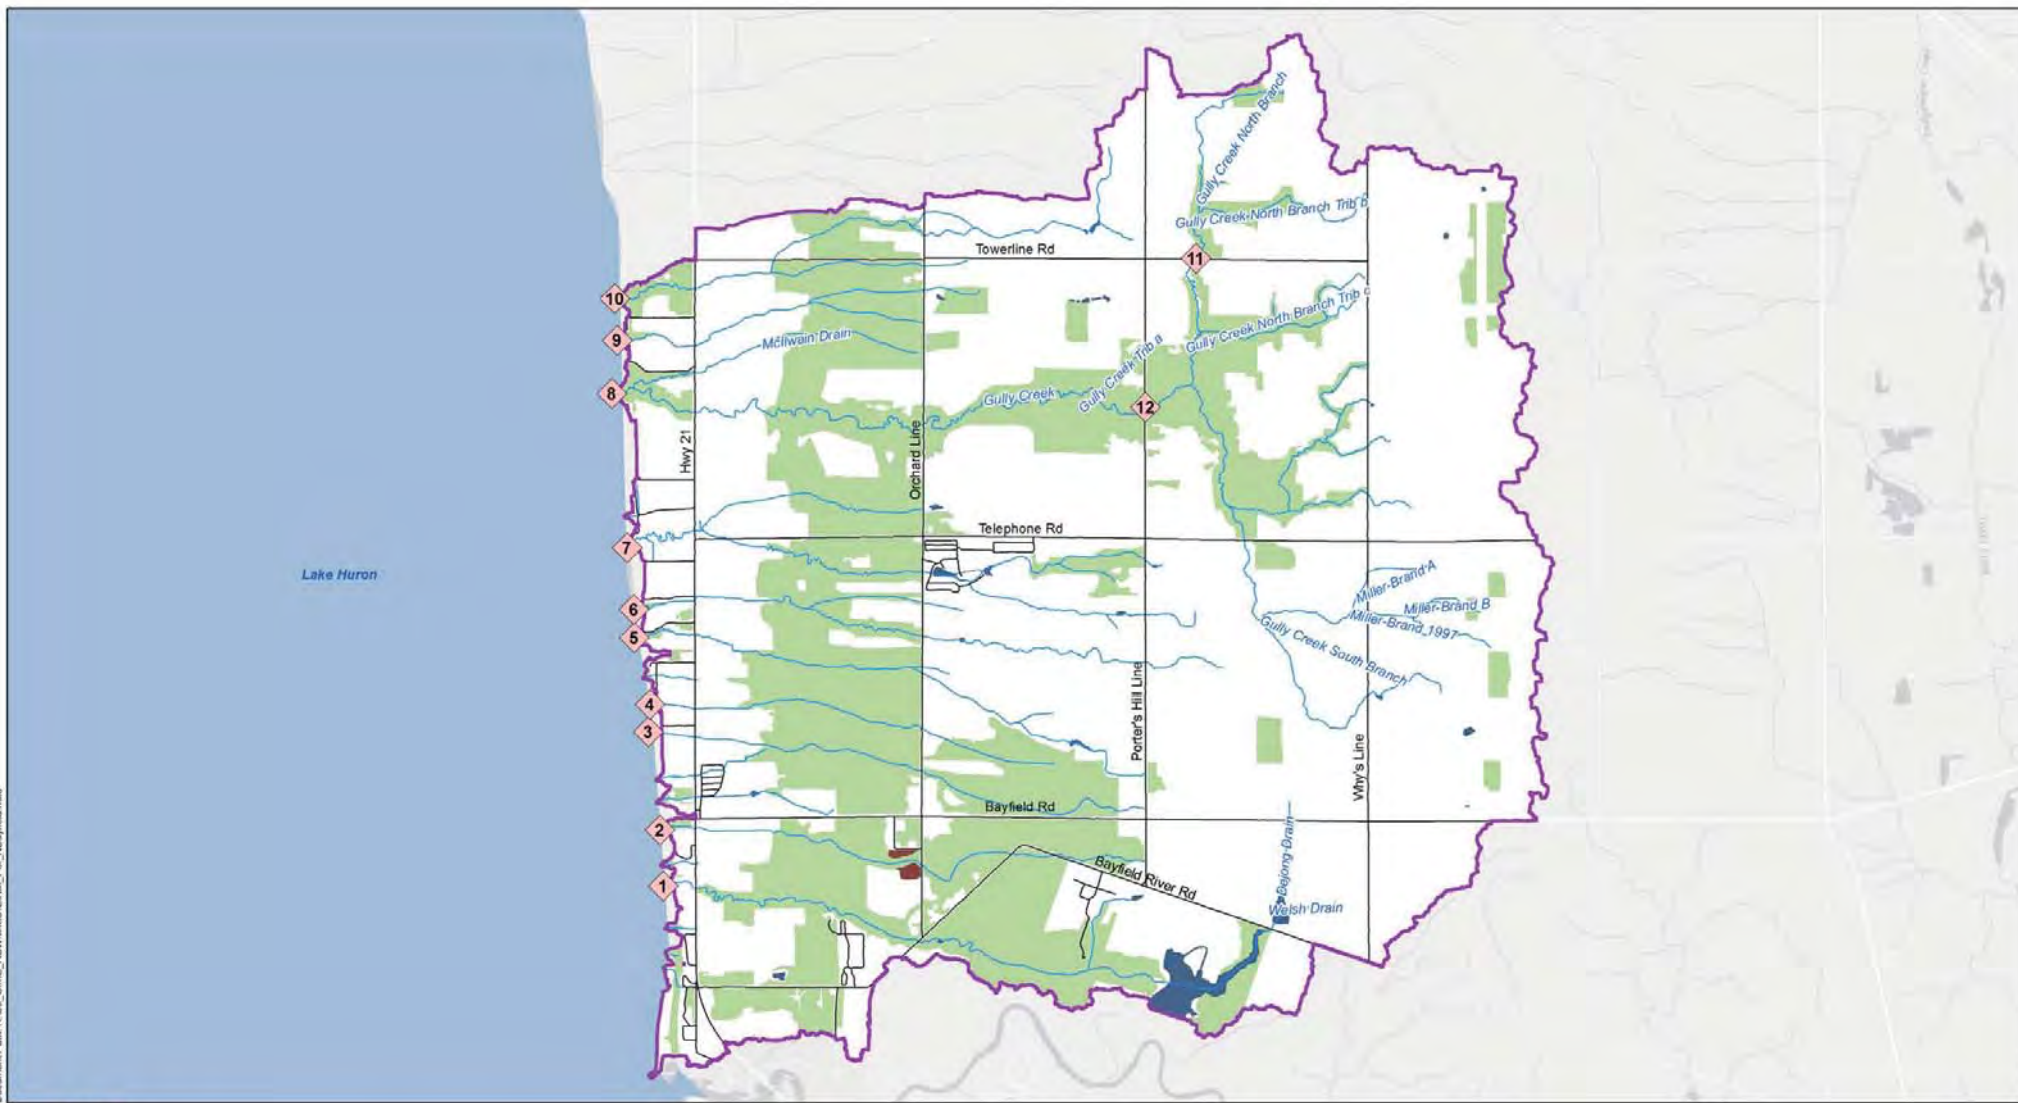 Gully Creek North Branch
Gully Creek North Branch Trib b
Towerline Rd
11
10
Gully Creek North Branch Trib c
9
McIlwain Drain
Gully Creek Trib a
8
Gully Creek
12
Hwy 21
Orchard Line
Telephone Rd
7
Lake Huron
Miller-Brand A
6
Miller-Brand B
Miller-Brand_1997
5
Gully Creek South Branch
4
Porter's Hill Line
3
Why's Line
Bayfield Rd
2
Dejong Drain
1
Bayfield River Rd
Welsh Drain